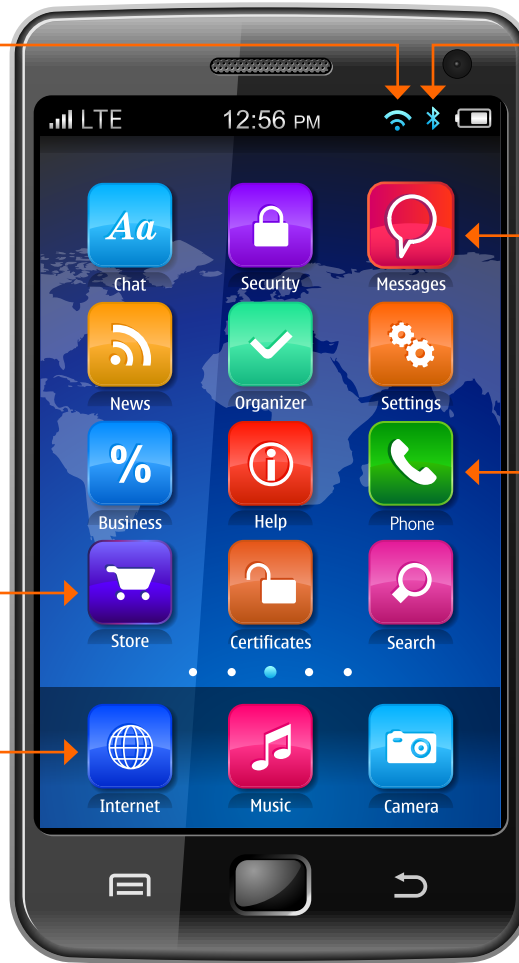 LTE 12:56 PM
Aa
Chat Security Messages
News Organizer Settings
%
Business Help Phone
Store Certificates Search
Internet Music Camera